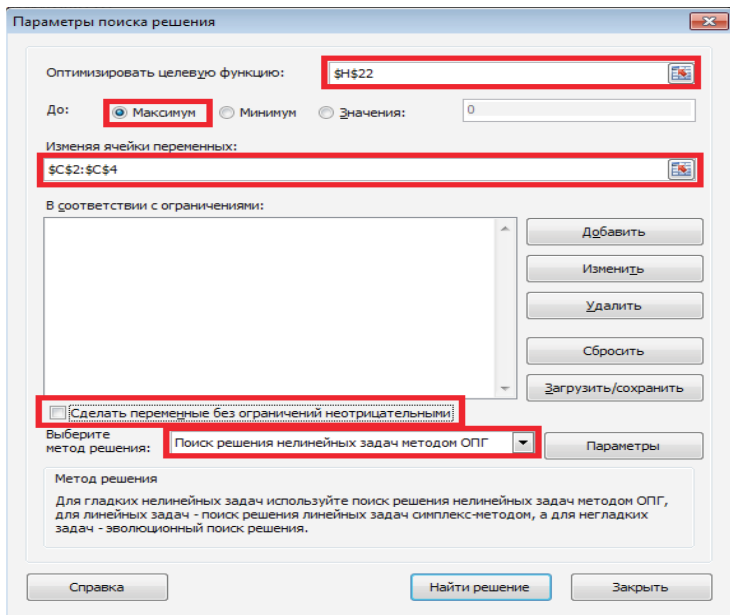 Параметры поиска решения
Оптимизировать целевую функцию: $H$22
До: Максимум Минимум Значения: 0
Изменяя ячейки переменных:
$C$2:$C$4
В соответствии с ограничениями:
Добавить
Изменить
Удалить
Сбросить
Загрузить/сохранить
Сделать переменные без ограничений неотрицательными
Выберите
метод решения: Поиск решения нелинейных задач методом ОПГ Параметры
Метод решения
Для гладких нелинейных задач используйте поиск решения нелинейных задач методом ОПГ,
для линейных задач - поиск решения линейных задач симплекс-методом, а для негладких
задач - эволюционный поиск решения.
Справка Найти решение Закрыть